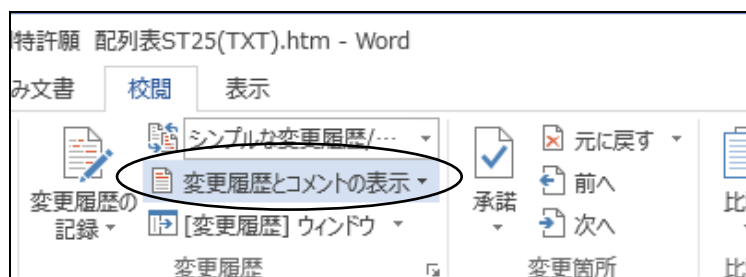 特許願 配列表ST25(TXT).htm - Word
み文書 校閲 表示
シンプルな変更履歴/…
変更履歴とコメントの表示
[変更履歴] ウィンドウ
変更履歴の
記録
変更履歴
承諾
元に戻す
前へ
次へ
変更箇所
比
比